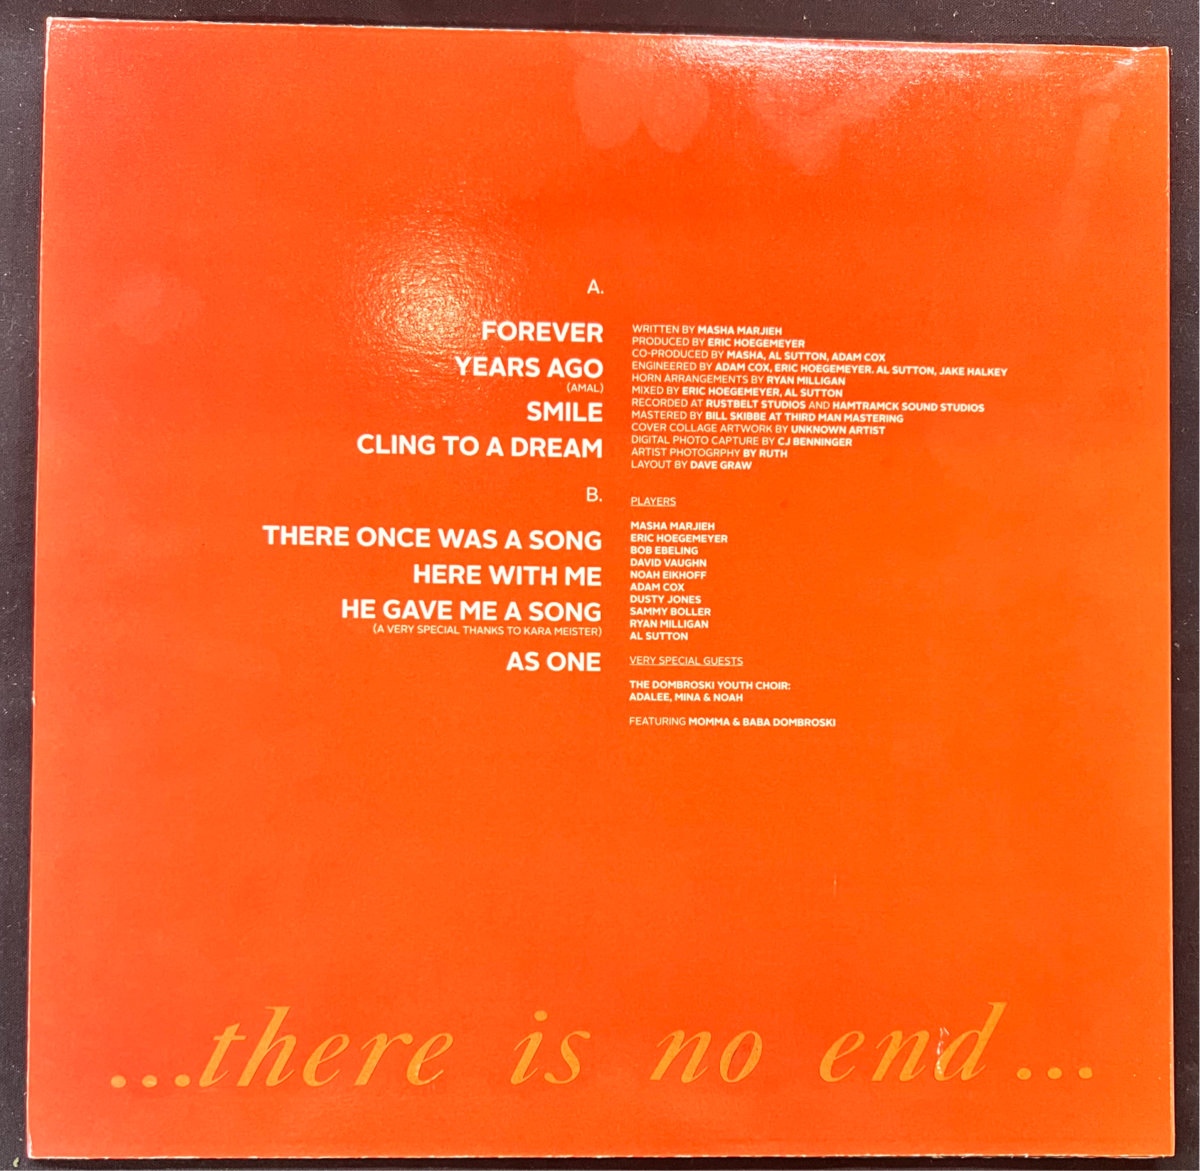 A.
FOREVER
YEARS AGO
(AMAL)
SMILE
CLING TO A DREAM
B.
THERE ONCE WAS A SONG
HERE WITH ME
HE GAVE ME A SONG
(A VERY SPECIAL THANKS TO KARA MEISTER)
AS ONE
WRITTEN BY MASHA MARJIEH
PRODUCED BY ERIC HOEGEMEYER
CO-PRODUCED BY MASHA, AL SUTTON, ADAM COX
ENGINEERED BY ADAM COX, ERIC HOEGEMEYER. AL SUTTON, JAKE HALKEY
HORN ARRANGEMENTS BY RYAN MILLIGAN
MIXED BY ERIC HOEGEMEYER, AL SUTTON
RECORDED AT RUSTBELT STUDIOS AND HAMTRAMCK SOUND STUDIOS
MASTERED BY BILL SKIBBE AT THIRD MAN MASTERING
COVER COLLAGE ARTWORK BY UNKNOWN ARTIST
DIGITAL PHOTO CAPTURE BY CJ BENNINGER
ARTIST PHOTOGRPHY BY RUTH
LAYOUT BY DAVE GRAW
PLAYERS
MASHA MARJIEH
ERIC HOEGEMEYER
BOB EBELING
DAVID VAUGHN
NOAH EIKHOFF
ADAM COX
DUSTY JONES
SAMMY BOLLER
RYAN MILLIGAN
AL SUTTON
VERY SPECIAL GUESTS
THE DOMBROSKI YOUTH CHOIR:
ADALEE, MINA & NOAH
FEATURING MOMMA & BABA DOMBROSKI
...there is no end...